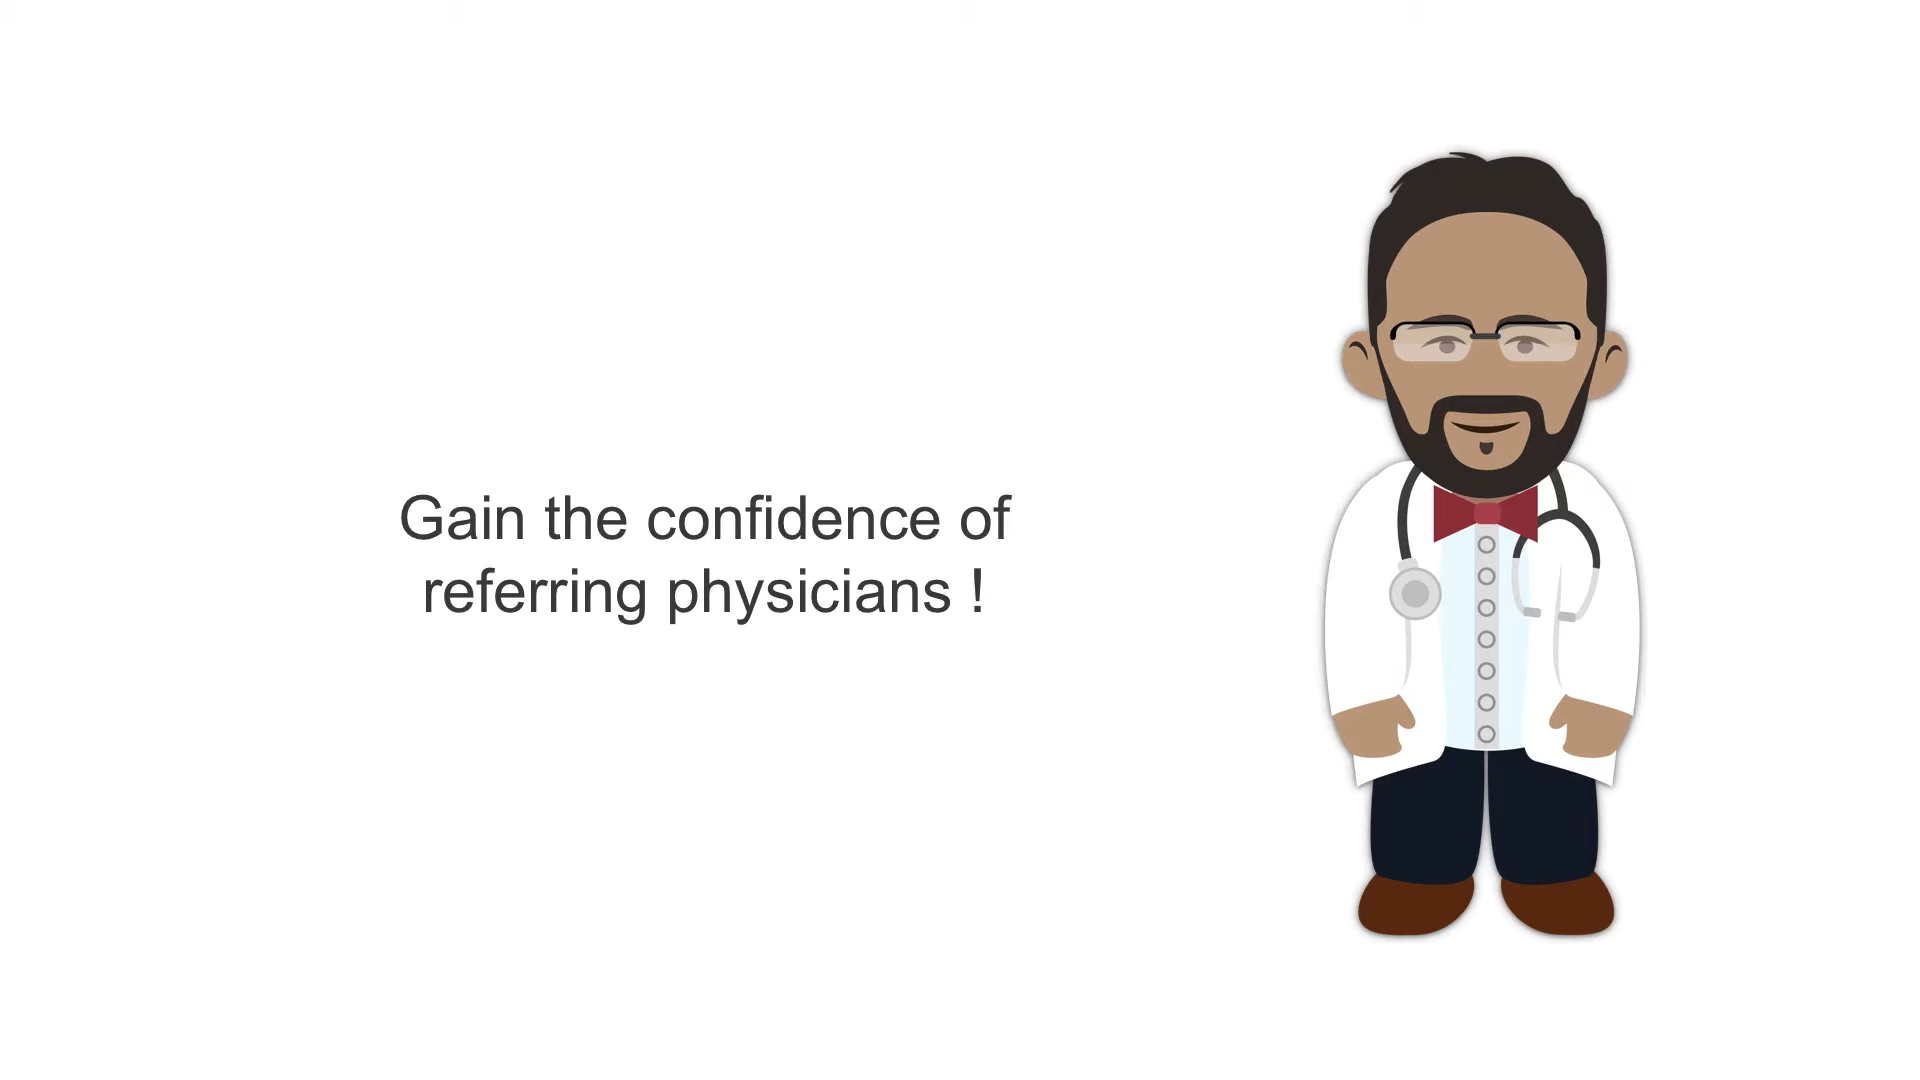 Gain the confidence of
referring physicians !